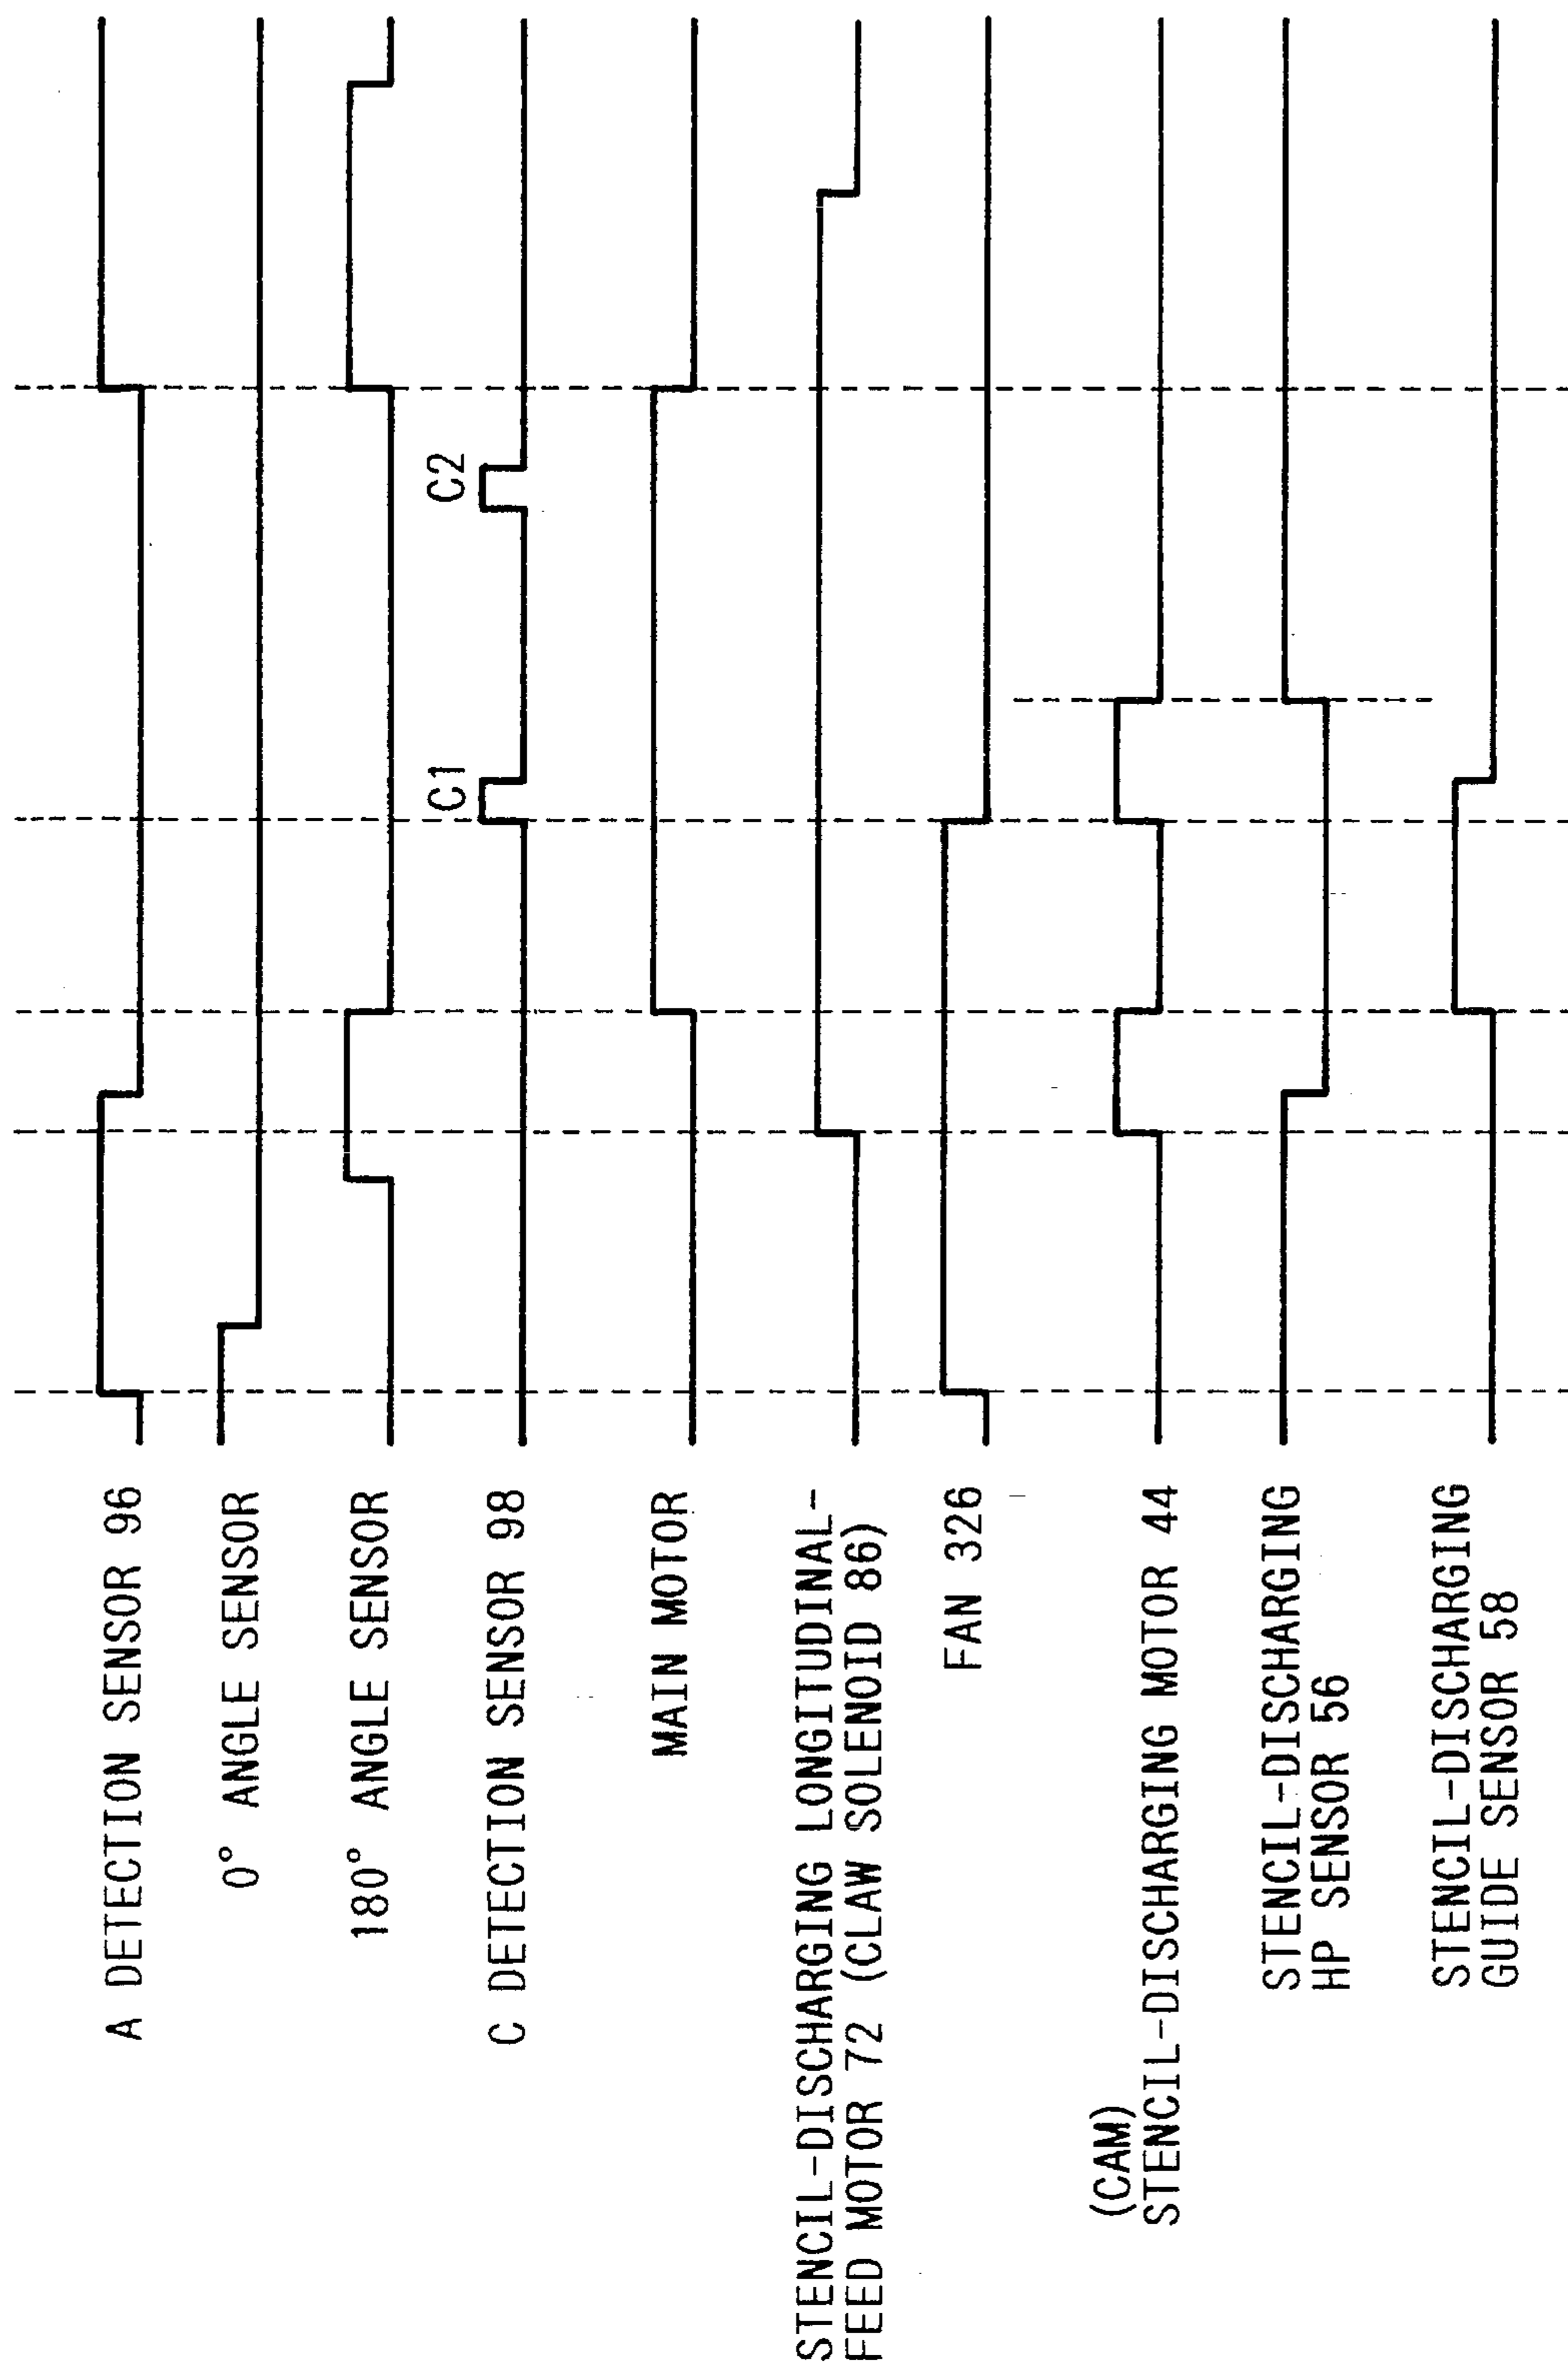 A DETECTION SENSOR 96
0° ANGLE SENSOR
180° ANGLE SENSOR
C DETECTION SENSOR 98
C1
C2
MAIN MOTOR
STENCIL-DISCHARGING LONGITUDINAL-
FEED MOTOR 72 (CLAW SOLENOID 86)
FAN 326
(CAM)
STENCIL-DISCHARGING MOTOR 44
STENCIL-DISCHARGING
HP SENSOR 56
STENCIL-DISCHARGING
GUIDE SENSOR 58